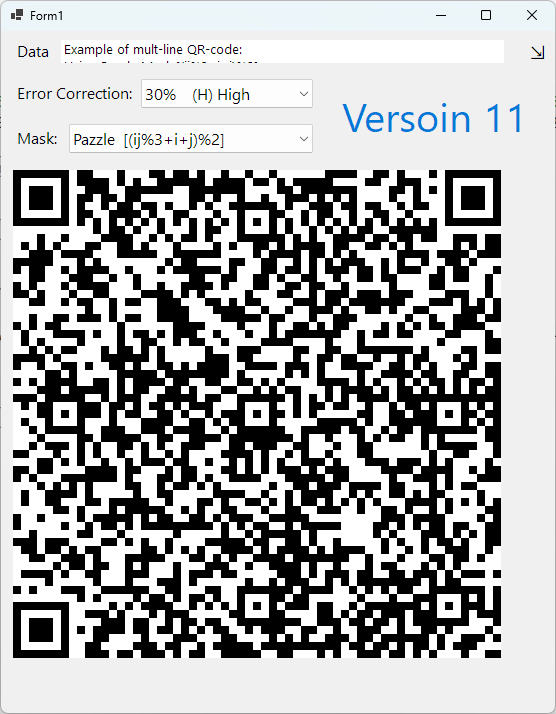 Form1
Data
Example of mult-line QR-code:
Error Correction:
30% (H) High
Versoin 11
Mask:
Pazzle [(ij%3+i+j)%2]